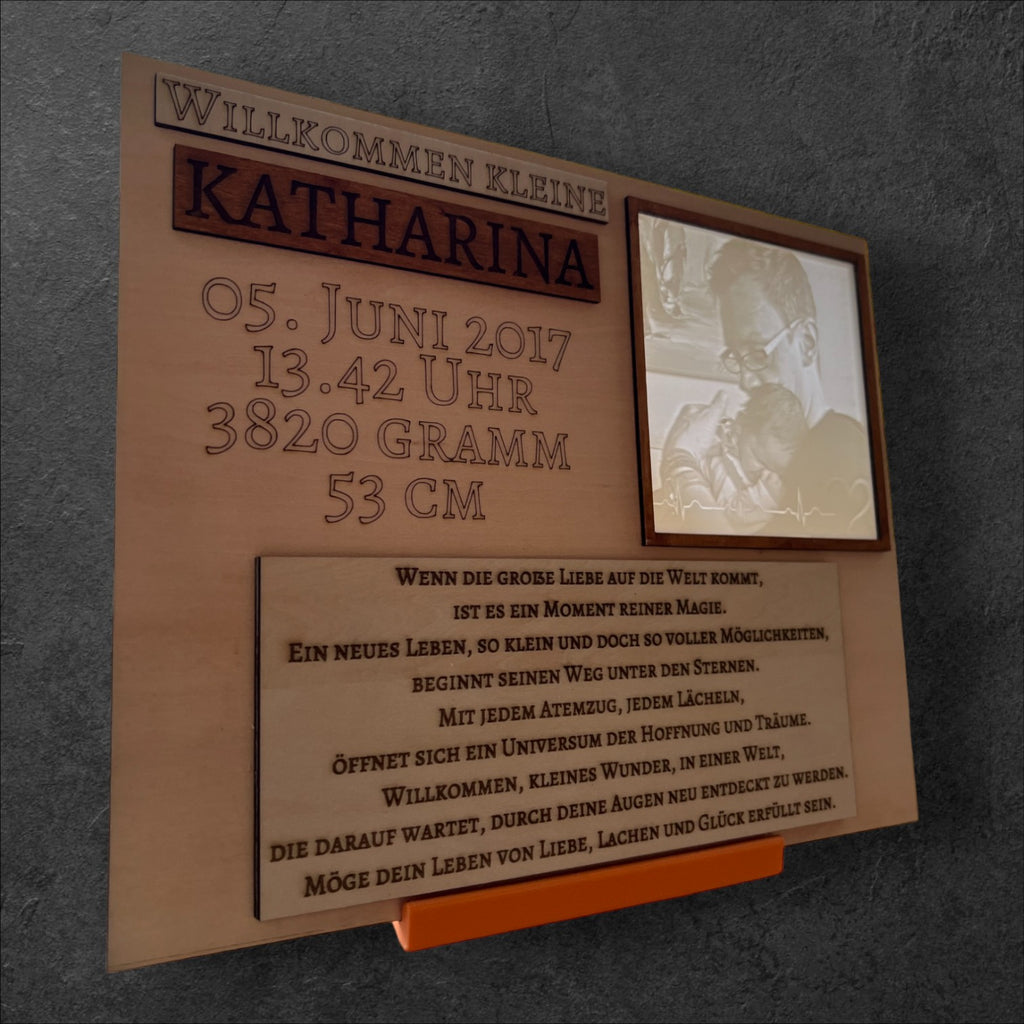 Willkommen kleine
KATHARINA
05. Juni 2017
13.42 Uhr
3820 gramm
53 cm
Wenn die große Liebe auf die Welt kommt,
ist es ein Moment reiner Magie.
Ein neues Leben, so klein und doch so voller Möglichkeiten,
beginnt seinen Weg unter den Sternen.
Mit jedem Atemzug, jedem Lächeln,
öffnet sich ein Universum der Hoffnung und Träume.
Willkommen, kleines Wunder, in einer Welt,
die darauf wartet, durch deine Augen neu entdeckt zu werden.
Möge dein Leben von Liebe, Lachen und Glück erfüllt sein.